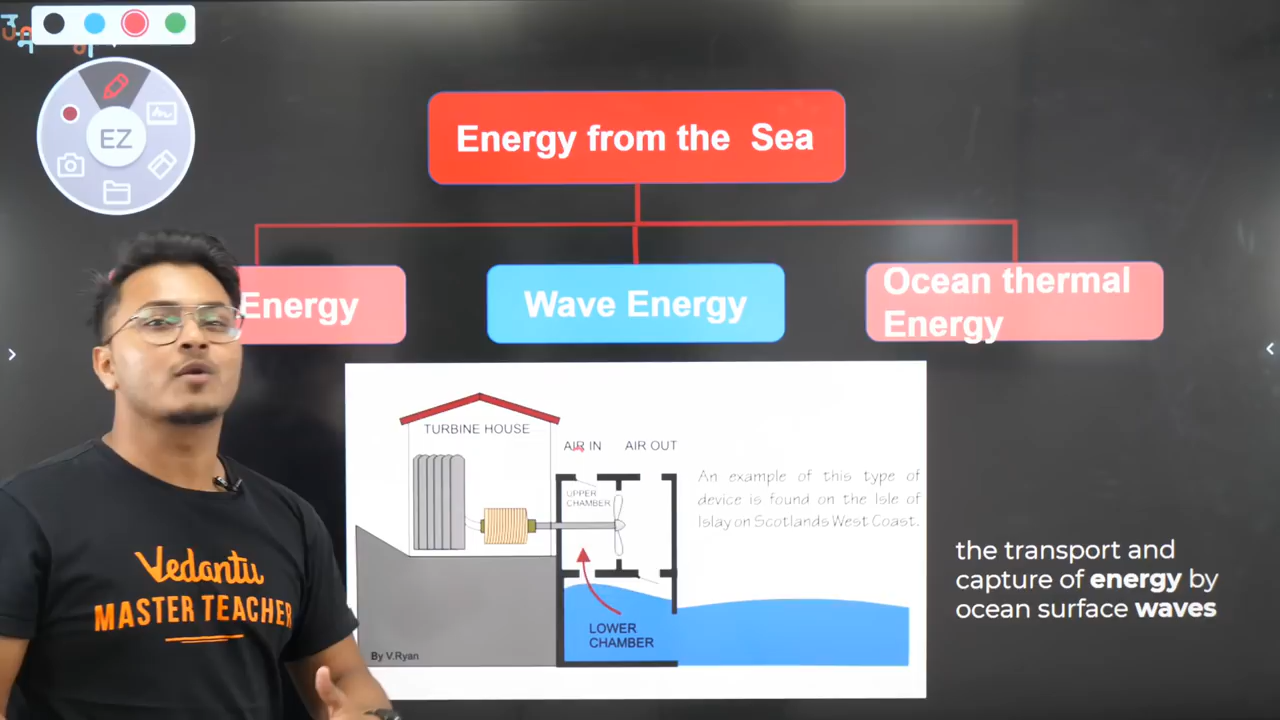 EZ
Energy from the Sea
Energy
Wave Energy
Ocean thermal
Energy
TURBINE HOUSE
AIR IN
AIR OUT
UPPER
CHAMBER
An example of this type of
device is found on the Isle of
Islay on Scotlands West Coast.
LOWER
CHAMBER
By V.Ryan
the transport and
capture of energy by
ocean surface waves
Vedantu
MASTER TEACHER